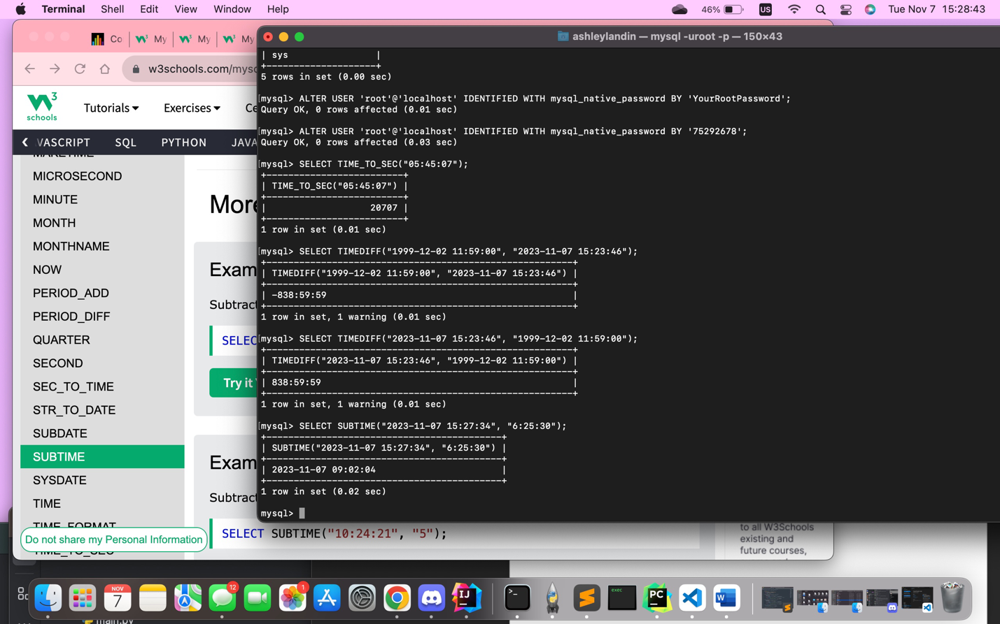 Terminal Shell Edit View Window Help 46% US Tue Nov 7 15:28:43
Co My My My
ashleylandin — mysql -uroot -p — 150×43
w3schools.com/mysq
W3 schools
Tutorials Exercises Ce
VASCRIPT SQL PYTHON JAVA
MAKETIME
MICROSECOND
MINUTE
MONTH
MONTHNAME
NOW
PERIOD_ADD
PERIOD_DIFF
QUARTER
SECOND
SEC_TO_TIME
STR_TO_DATE
SUBDATE
SUBTIME
SYSDATE
TIME
TIME_FORMAT
TIME_TO_SEC
Do not share my Personal Information
More
Exam
Subtract
SELEC
Try it
Exam
Subtract
SELECT SUBTIME("10:24:21", "5");
| sys |
+--------------------+
5 rows in set (0.00 sec)
[mysql> ALTER USER 'root'@'localhost' IDENTIFIED WITH mysql_native_password BY 'YourRootPassword';
Query OK, 0 rows affected (0.01 sec)
[mysql> ALTER USER 'root'@'localhost' IDENTIFIED WITH mysql_native_password BY '75292678';
Query OK, 0 rows affected (0.03 sec)
[mysql> SELECT TIME_TO_SEC("05:45:07");
+-------------------------+
| TIME_TO_SEC("05:45:07") |
+-------------------------+
| 20707 |
+-------------------------+
1 row in set (0.01 sec)
[mysql> SELECT TIMEDIFF("1999-12-02 11:59:00", "2023-11-07 15:23:46");
+--------------------------------------------------------+
| TIMEDIFF("1999-12-02 11:59:00", "2023-11-07 15:23:46") |
+--------------------------------------------------------+
| -838:59:59 |
+--------------------------------------------------------+
1 row in set, 1 warning (0.01 sec)
[mysql> SELECT TIMEDIFF("2023-11-07 15:23:46", "1999-12-02 11:59:00");
+--------------------------------------------------------+
| TIMEDIFF("2023-11-07 15:23:46", "1999-12-02 11:59:00") |
+--------------------------------------------------------+
| 838:59:59 |
+--------------------------------------------------------+
1 row in set, 1 warning (0.01 sec)
[mysql> SELECT SUBTIME("2023-11-07 15:27:34", "6:25:30");
+-------------------------------------------+
| SUBTIME("2023-11-07 15:27:34", "6:25:30") |
+-------------------------------------------+
| 2023-11-07 09:02:04 |
+-------------------------------------------+
1 row in set (0.02 sec)
mysql>
to all W3Schools
existing and
future courses,
NOV
7
12
1
IJ
>_
exec
PC
W
main.py